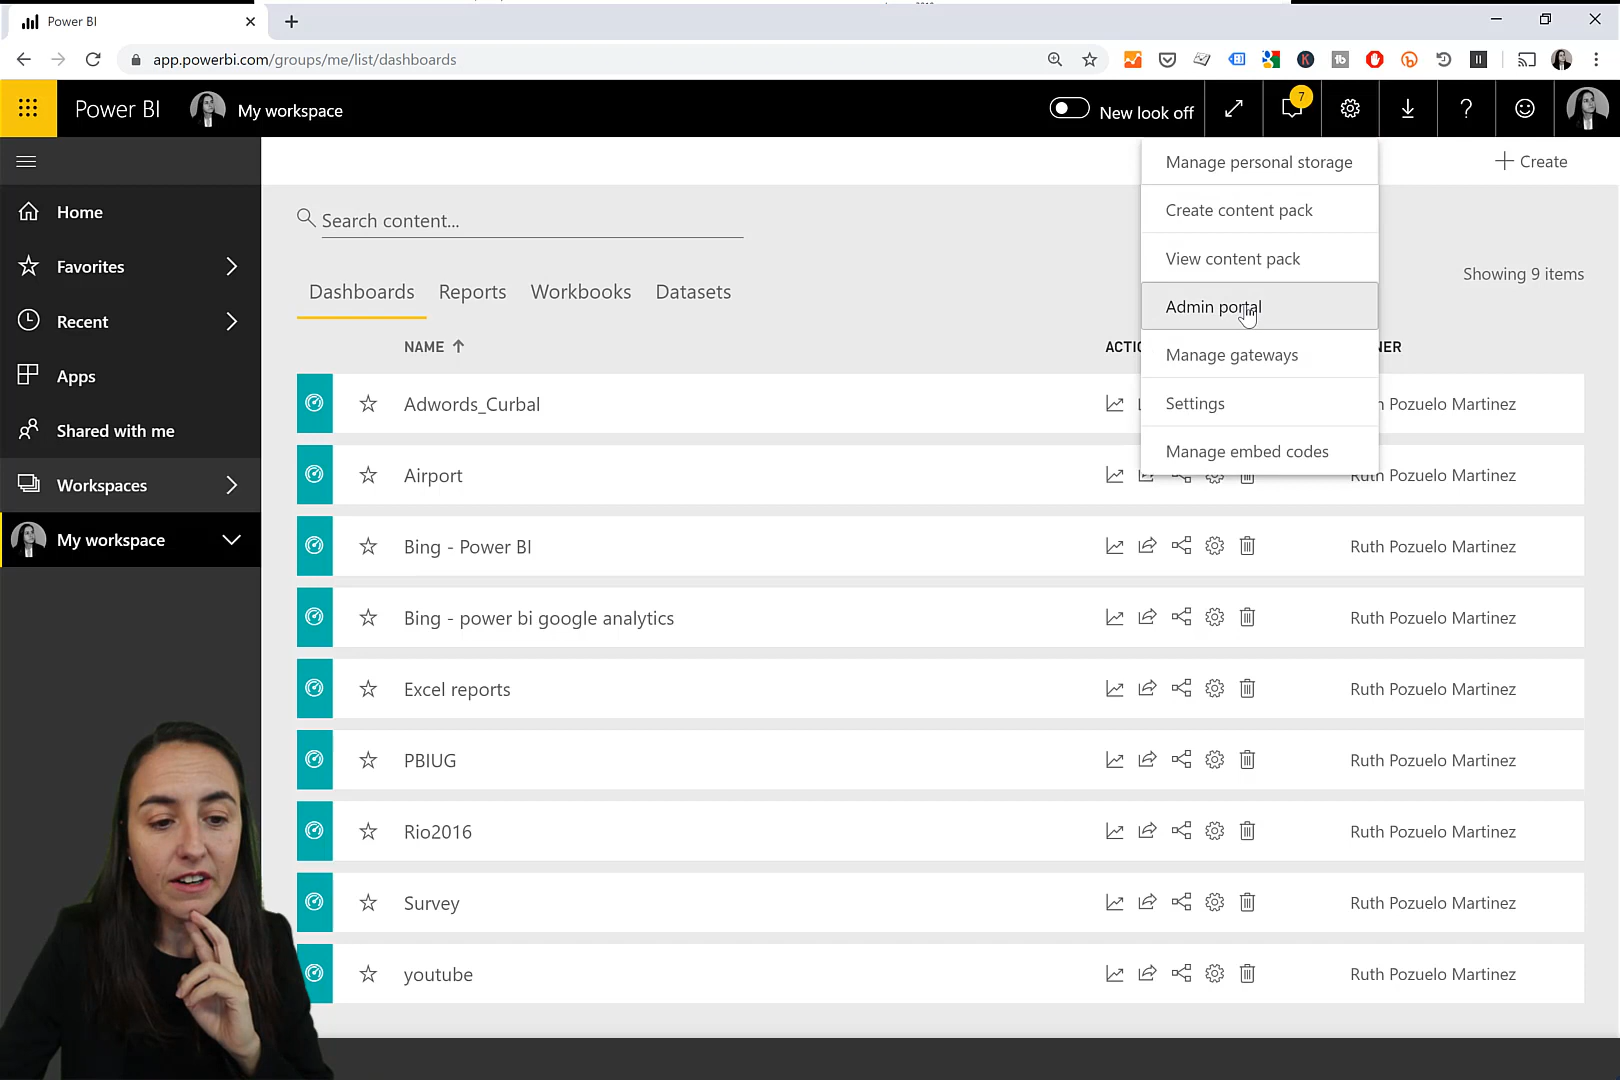 Power BI
app.powerbi.com/groups/me/list/dashboards
Power BI
My workspace
New look off
7
?
Manage personal storage
Create
Home
Create content pack
Search content...
Favorites
View content pack
Showing 9 items
Dashboards Reports Workbooks Datasets
Admin portal
Recent
NAME
Manage gateways
Apps
Adwords_Curbal
Settings
Ruth Pozuelo Martinez
Shared with me
Manage embed codes
Airport
Ruth Pozuelo Martinez
Workspaces
My workspace
Bing - Power BI
Ruth Pozuelo Martinez
Bing - power bi google analytics
Ruth Pozuelo Martinez
Excel reports
Ruth Pozuelo Martinez
PBIUG
Ruth Pozuelo Martinez
Rio2016
Ruth Pozuelo Martinez
Survey
Ruth Pozuelo Martinez
youtube
Ruth Pozuelo Martinez